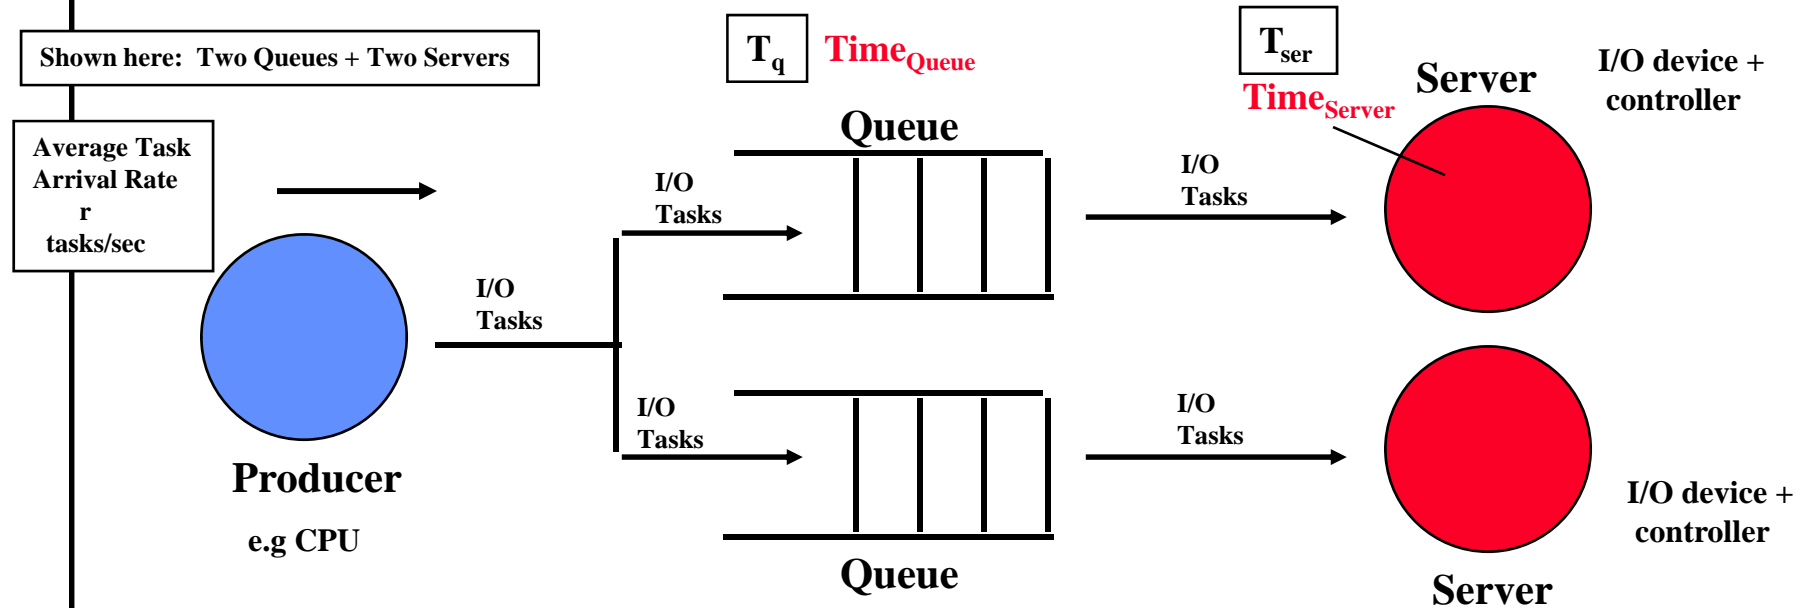 Shown here: Two Queues + Two Servers
Tq TimeQueue
Tser
TimeServer
Server
I/O device +
controller
Average Task
Arrival Rate
r
tasks/sec
Queue
I/O
Tasks
I/O
Tasks
I/O
Tasks
I/O
Tasks
I/O
Tasks
Producer
e.g CPU
Queue
I/O device +
controller
Server